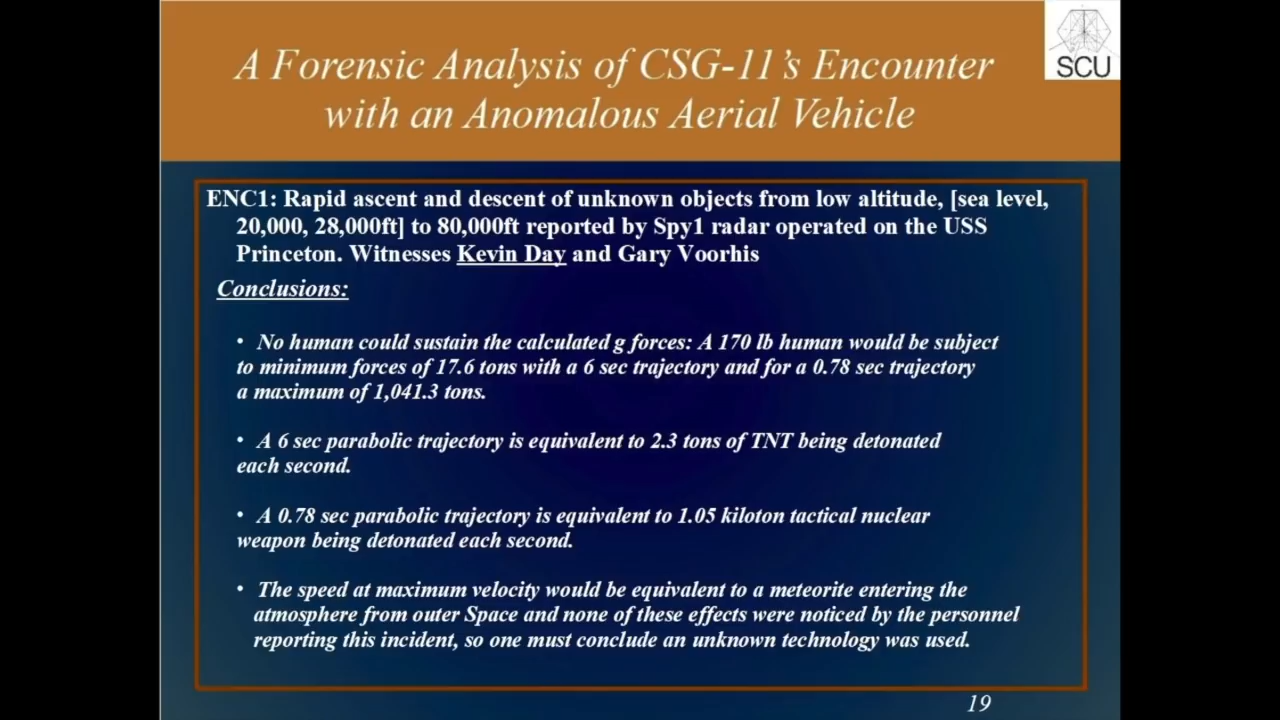 SCU
A Forensic Analysis of CSG-11's Encounter
with an Anomalous Aerial Vehicle
ENC1: Rapid ascent and descent of unknown objects from low altitude, [sea level,
20,000, 28,000ft] to 80,000ft reported by Spy1 radar operated on the USS
Princeton. Witnesses Kevin Day and Gary Voorhis
Conclusions:
• No human could sustain the calculated g forces: A 170 lb human would be subject
to minimum forces of 17.6 tons with a 6 sec trajectory and for a 0.78 sec trajectory
a maximum of 1,041.3 tons.
• A 6 sec parabolic trajectory is equivalent to 2.3 tons of TNT being detonated
each second.
• A 0.78 sec parabolic trajectory is equivalent to 1.05 kiloton tactical nuclear
weapon being detonated each second.
• The speed at maximum velocity would be equivalent to a meteorite entering the
atmosphere from outer Space and none of these effects were noticed by the personnel
reporting this incident, so one must conclude an unknown technology was used.
19